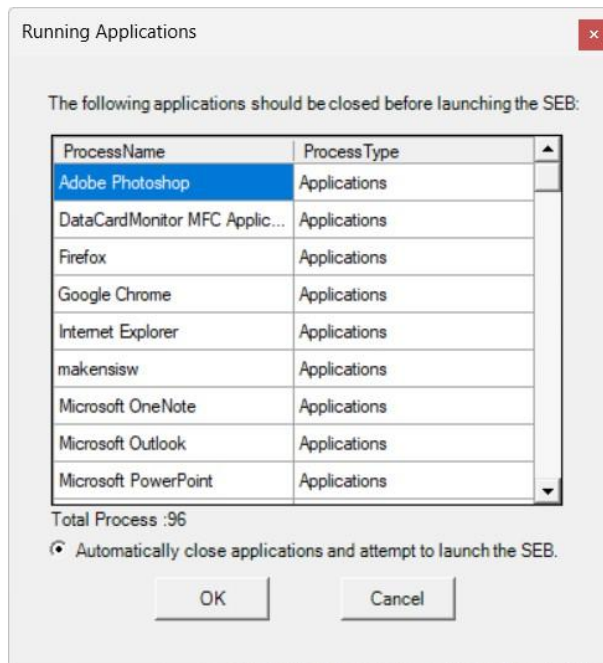 Running Applications
x
The following applications should be closed before launching the SEB:
ProcessName ProcessType
Adobe Photoshop Applications
DataCardMonitor MFC Applic... Applications
Firefox Applications
Google Chrome Applications
Internet Explorer Applications
makensisw Applications
Microsoft OneNote Applications
Microsoft Outlook Applications
Microsoft PowerPoint Applications
Total Process :96
Automatically close applications and attempt to launch the SEB.
OK Cancel